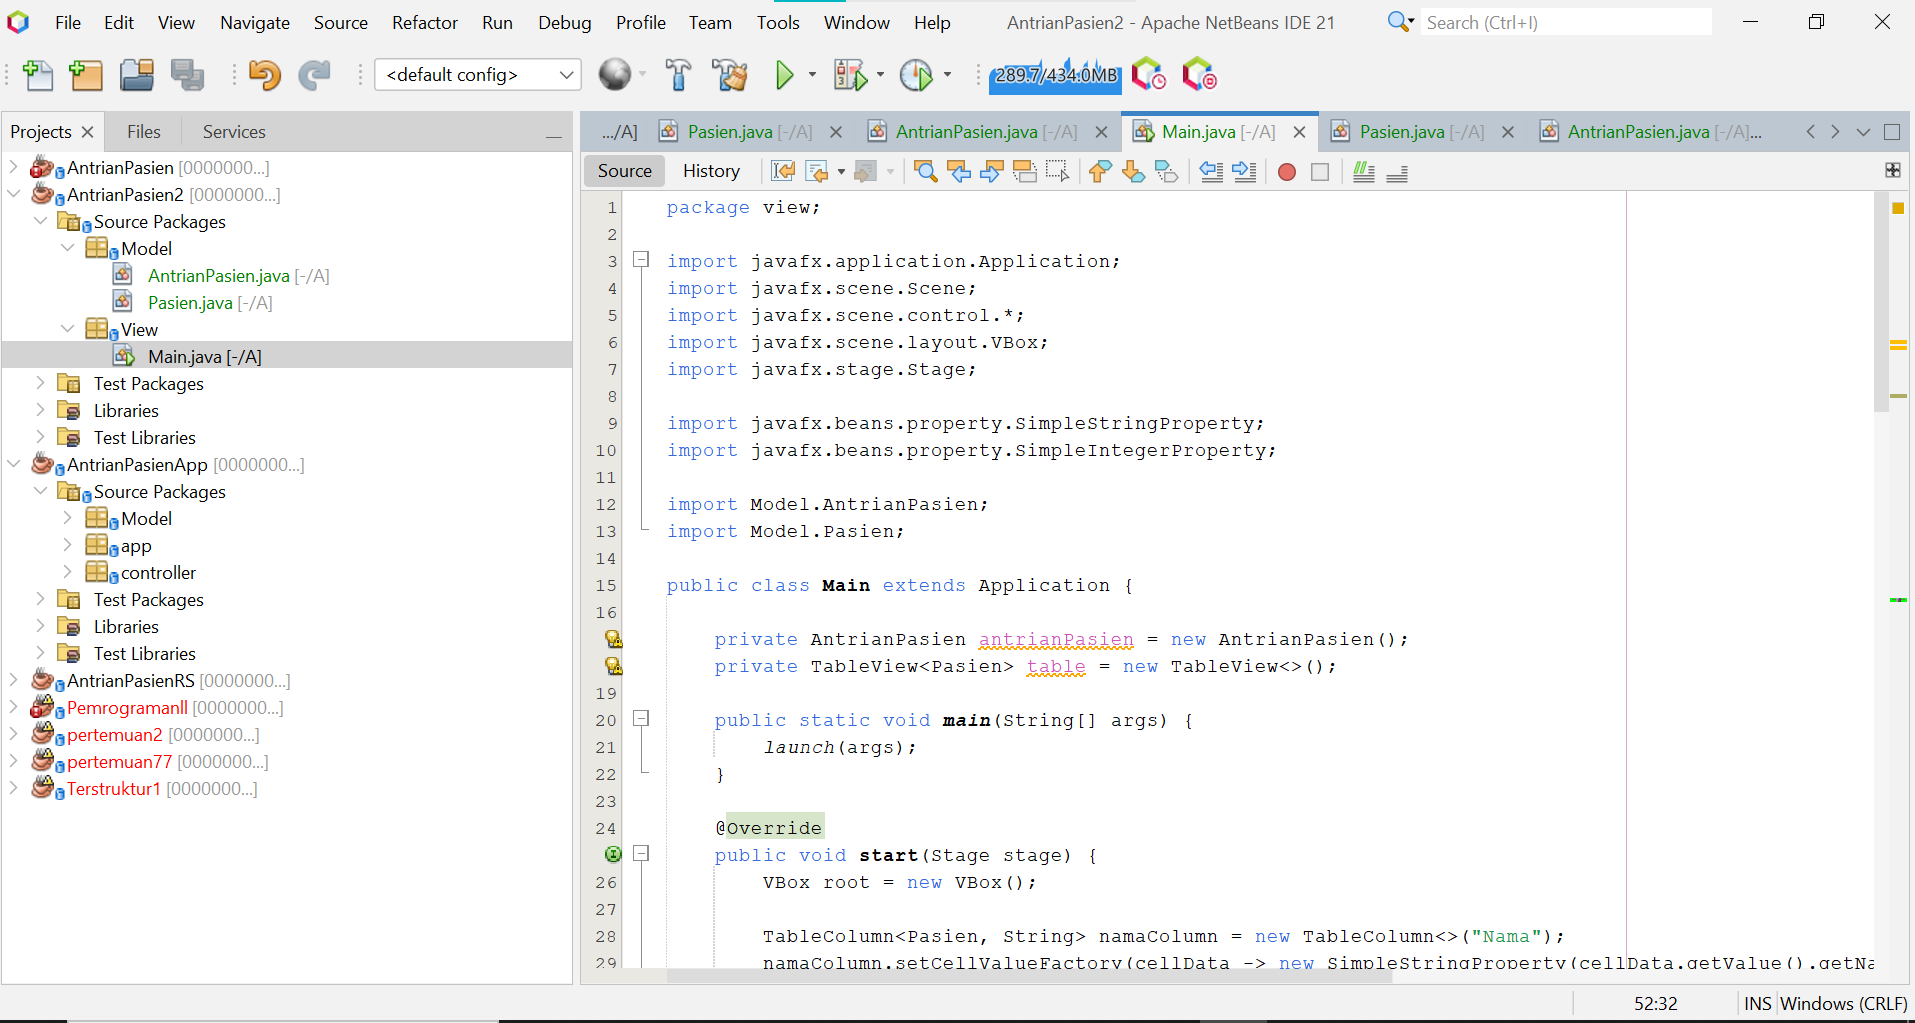 File Edit View Navigate Source Refactor Run Debug Profile Team Tools Window Help AntrianPasien2 - Apache NetBeans IDE 21 Search (Ctrl+I)
<default config> 289.7/434.0MB
Projects Files Services
AntrianPasien [0000000...]
AntrianPasien2 [0000000...]
Source Packages
Model
AntrianPasien.java [-/A]
Pasien.java [-/A]
View
Main.java [-/A]
Test Packages
Libraries
Test Libraries
AntrianPasienApp [0000000...]
Source Packages
Model
app
controller
Test Packages
Libraries
Test Libraries
AntrianPasienRS [0000000...]
PemrogramanII [0000000...]
pertemuan2 [0000000...]
pertemuan77 [0000000...]
Terstruktur1 [0000000...]
.../A] Pasien.java [-/A] AntrianPasien.java [-/A] Main.java [-/A] Pasien.java [-/A] AntrianPasien.java [-/A]...
Source History
1 package view;
2
3 import javafx.application.Application;
4 import javafx.scene.Scene;
5 import javafx.scene.control.*;
6 import javafx.scene.layout.VBox;
7 import javafx.stage.Stage;
8
9 import javafx.beans.property.SimpleStringProperty;
10 import javafx.beans.property.SimpleIntegerProperty;
11
12 import Model.AntrianPasien;
13 import Model.Pasien;
14
15 public class Main extends Application {
16
private AntrianPasien antrianPasien = new AntrianPasien();
private TableView<Pasien> table = new TableView<>();
19
20 public static void main(String[] args) {
21 launch(args);
22 }
23
24 @Override
public void start(Stage stage) {
26 VBox root = new VBox();
27
28 TableColumn<Pasien, String> namaColumn = new TableColumn<>("Nama");
29 namaColumn.setCellValueFactory(cellData -> new SimpleStringProperty(cellData.getValue().getNa
52:32 INS Windows (CRLF)